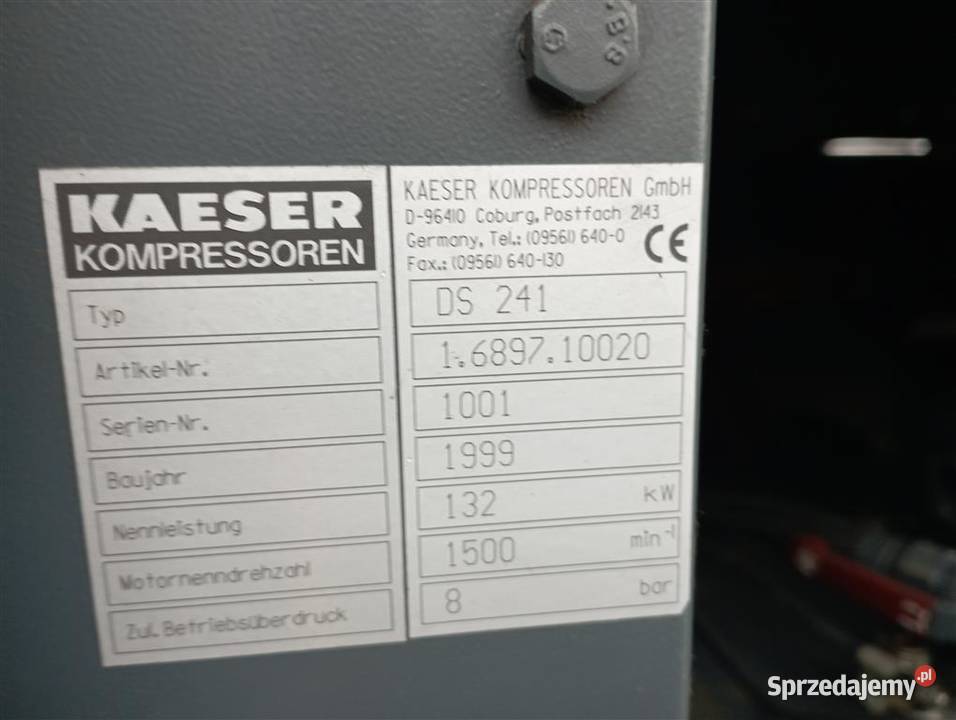 8.8
KAESER
KOMPRESSOREN
KAESER KOMPRESSOREN GmbH
D-96410 Coburg, Postfach 2143
Germany, Tel.: (09561) 640-0
Fax.: (09561) 640-130
CE
Typ DS 241
Artikel-Nr. 1.6897.10020
Serien-Nr. 1001
Baujahr 1999
Nennleistung 132 kW
Motornenndrehzahl 1500 min⁻¹
Zul. Betriebsüberdruck 8 bar
Sprzedajemy.pl